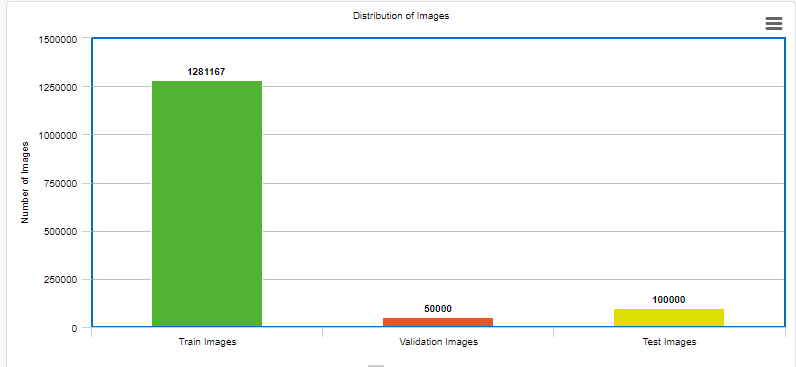 Distribution of Images
Number of Images
1500000
1250000
1000000
750000
500000
250000
0
1281167
50000
100000
Train Images
Validation Images
Test Images